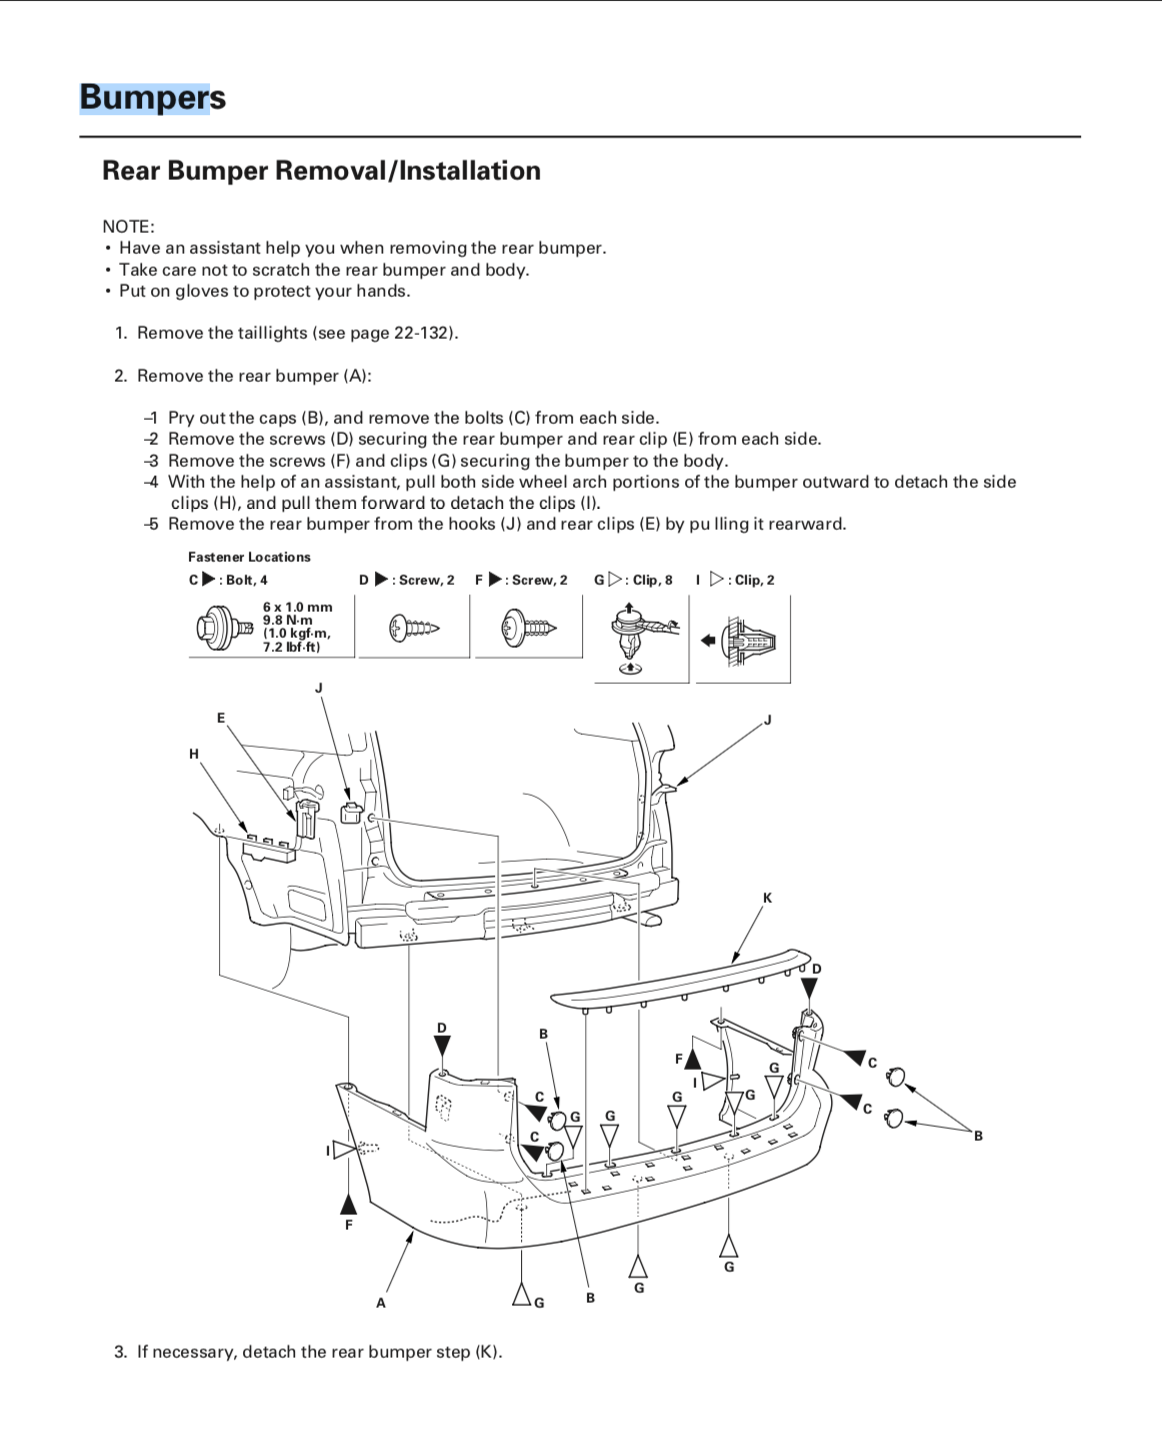 Bumpers
Rear Bumper Removal/Installation
NOTE:
• Have an assistant help you when removing the rear bumper.
• Take care not to scratch the rear bumper and body.
• Put on gloves to protect your hands.
1. Remove the taillights (see page 22-132).
2. Remove the rear bumper (A):
–1 Pry out the caps (B), and remove the bolts (C) from each side.
–2 Remove the screws (D) securing the rear bumper and rear clip (E) from each side.
–3 Remove the screws (F) and clips (G) securing the bumper to the body.
–4 With the help of an assistant, pull both side wheel arch portions of the bumper outward to detach the side
clips (H), and pull them forward to detach the clips (I).
–5 Remove the rear bumper from the hooks (J) and rear clips (E) by pu lling it rearward.
Fastener Locations
C ▶ : Bolt, 4 D ▶ : Screw, 2 F ▶ : Screw, 2 G ▷ : Clip, 8 I ▷ : Clip, 2
6 x 1.0 mm
9.8 N·m
(1.0 kgf·m,
7.2 lbf·ft)
J
E
J
H
K
D
D
B
F
C
G
I
C
C
G
G
G
G
C
C
B
I
F
G
G
B
A
G
3. If necessary, detach the rear bumper step (K).